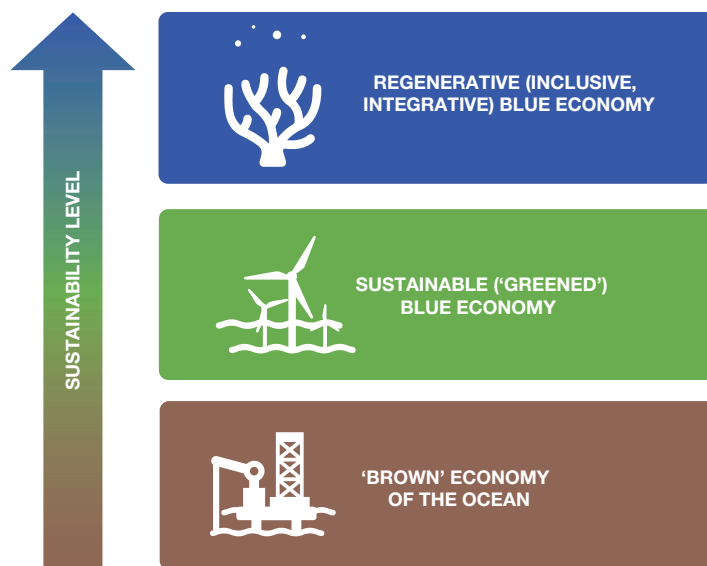 SUSTAINABILITY LEVEL
REGENERATIVE (INCLUSIVE,
INTEGRATIVE) BLUE ECONOMY
SUSTAINABLE (‘GREENED’)
BLUE ECONOMY
‘BROWN’ ECONOMY
OF THE OCEAN